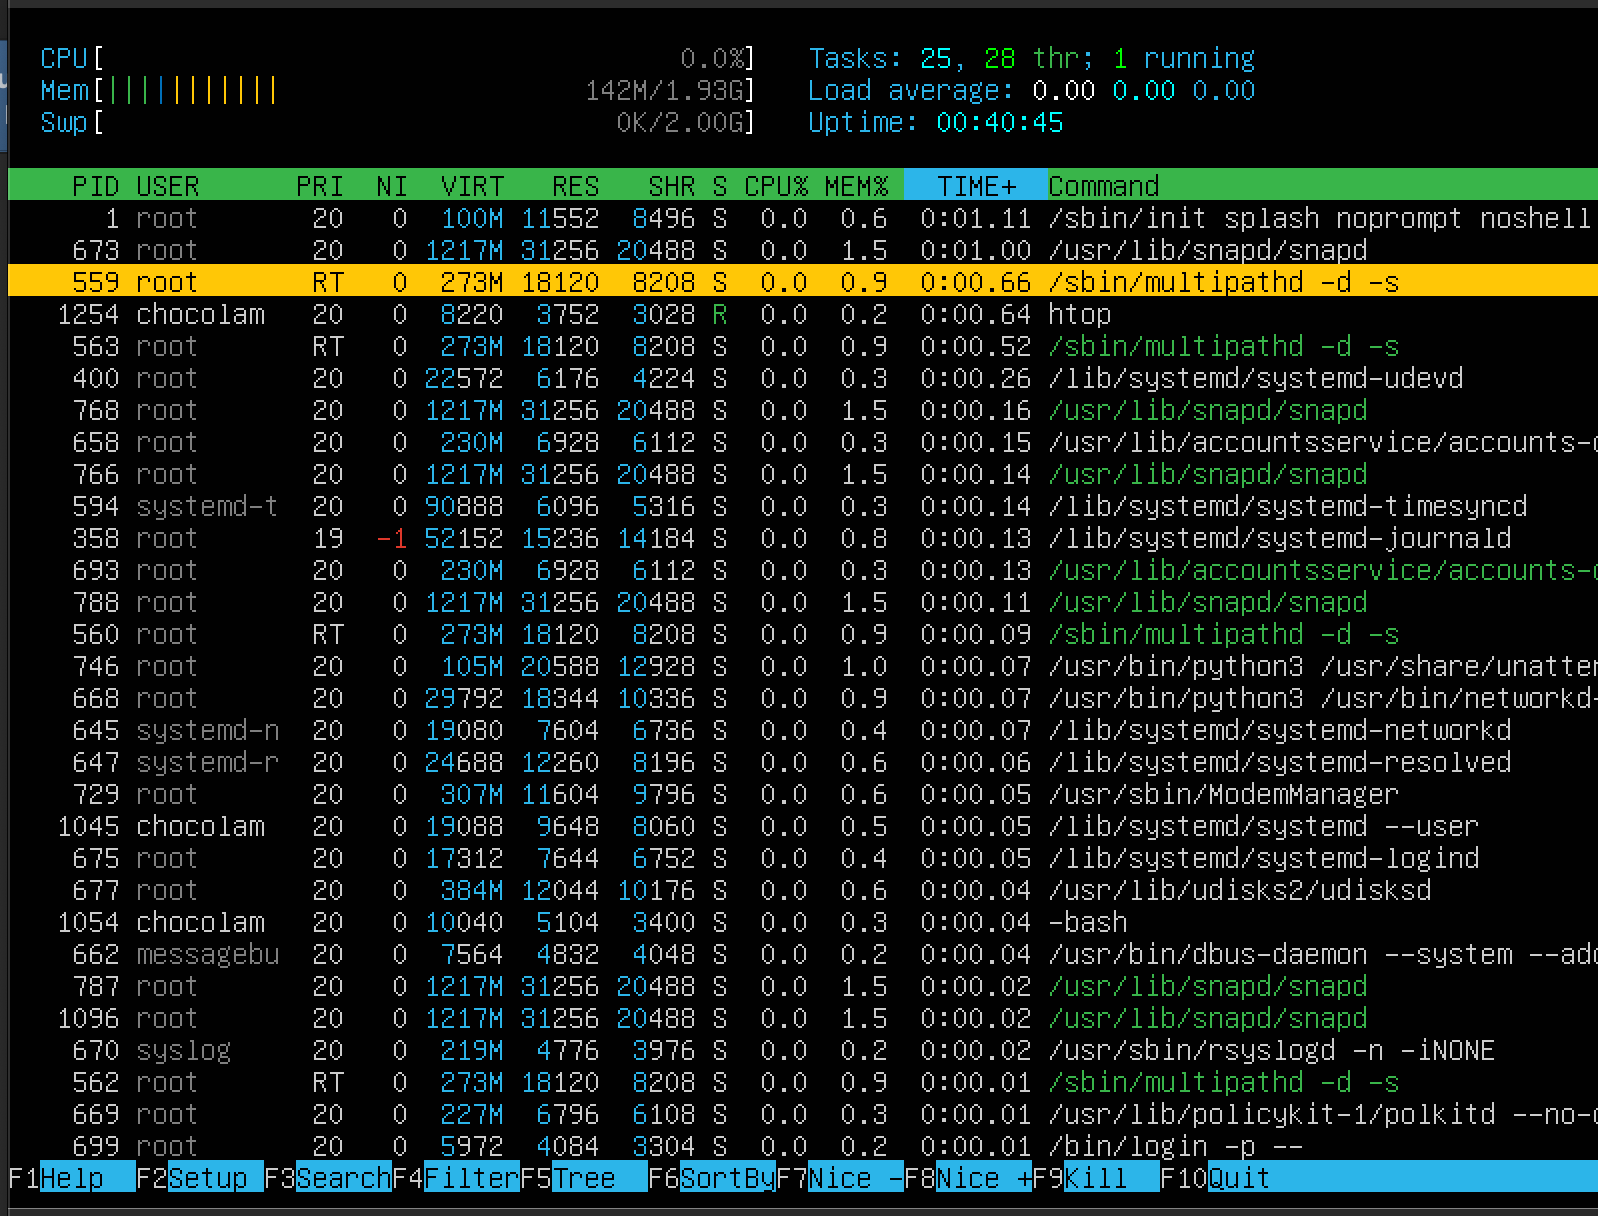 CPU[ 0.0%] Tasks: 25, 28 thr; 1 running
Mem[||||||||||| 142M/1.93G] Load average: 0.00 0.00 0.00
Swp[ 0K/2.00G] Uptime: 00:40:45
PID USER PRI NI VIRT RES SHR S CPU% MEM% TIME+ Command
1 root 20 0 100M 11552 8496 S 0.0 0.6 0:01.11 /sbin/init splash noprompt noshell
673 root 20 0 1217M 31256 20488 S 0.0 1.5 0:01.00 /usr/lib/snapd/snapd
559 root RT 0 273M 18120 8208 S 0.0 0.9 0:00.66 /sbin/multipathd -d -s
1254 chocolam 20 0 8220 3752 3028 R 0.0 0.2 0:00.64 htop
563 root RT 0 273M 18120 8208 S 0.0 0.9 0:00.52 /sbin/multipathd -d -s
400 root 20 0 22572 6176 4224 S 0.0 0.3 0:00.26 /lib/systemd/systemd-udevd
768 root 20 0 1217M 31256 20488 S 0.0 1.5 0:00.16 /usr/lib/snapd/snapd
658 root 20 0 230M 6928 6112 S 0.0 0.3 0:00.15 /usr/lib/accountsservice/accounts-
766 root 20 0 1217M 31256 20488 S 0.0 1.5 0:00.14 /usr/lib/snapd/snapd
594 systemd-t 20 0 90888 6096 5316 S 0.0 0.3 0:00.14 /lib/systemd/systemd-timesyncd
358 root 19 -1 52152 15236 14184 S 0.0 0.8 0:00.13 /lib/systemd/systemd-journald
693 root 20 0 230M 6928 6112 S 0.0 0.3 0:00.13 /usr/lib/accountsservice/accounts-
788 root 20 0 1217M 31256 20488 S 0.0 1.5 0:00.11 /usr/lib/snapd/snapd
560 root RT 0 273M 18120 8208 S 0.0 0.9 0:00.09 /sbin/multipathd -d -s
746 root 20 0 105M 20588 12928 S 0.0 1.0 0:00.07 /usr/bin/python3 /usr/share/unatten
668 root 20 0 29792 18344 10336 S 0.0 0.9 0:00.07 /usr/bin/python3 /usr/bin/networkd-
645 systemd-n 20 0 19080 7604 6736 S 0.0 0.4 0:00.07 /lib/systemd/systemd-networkd
647 systemd-r 20 0 24688 12260 8196 S 0.0 0.6 0:00.06 /lib/systemd/systemd-resolved
729 root 20 0 307M 11604 9796 S 0.0 0.6 0:00.05 /usr/sbin/ModemManager
1045 chocolam 20 0 19088 9648 8060 S 0.0 0.5 0:00.05 /lib/systemd/systemd --user
675 root 20 0 17312 7644 6752 S 0.0 0.4 0:00.05 /lib/systemd/systemd-logind
677 root 20 0 384M 12044 10176 S 0.0 0.6 0:00.04 /usr/lib/udisks2/udisksd
1054 chocolam 20 0 10040 5104 3400 S 0.0 0.3 0:00.04 -bash
662 messagebu 20 0 7564 4832 4048 S 0.0 0.2 0:00.04 /usr/bin/dbus-daemon --system --add
787 root 20 0 1217M 31256 20488 S 0.0 1.5 0:00.02 /usr/lib/snapd/snapd
1096 root 20 0 1217M 31256 20488 S 0.0 1.5 0:00.02 /usr/lib/snapd/snapd
670 syslog 20 0 219M 4776 3976 S 0.0 0.2 0:00.02 /usr/sbin/rsyslogd -n -iNONE
562 root RT 0 273M 18120 8208 S 0.0 0.9 0:00.01 /sbin/multipathd -d -s
669 root 20 0 227M 6796 6108 S 0.0 0.3 0:00.01 /usr/lib/policykit-1/polkitd --no-
699 root 20 0 5972 4084 3304 S 0.0 0.2 0:00.01 /bin/login -p --
F1Help F2Setup F3SearchF4FilterF5Tree F6SortByF7Nice -F8Nice +F9Kill F10Quit